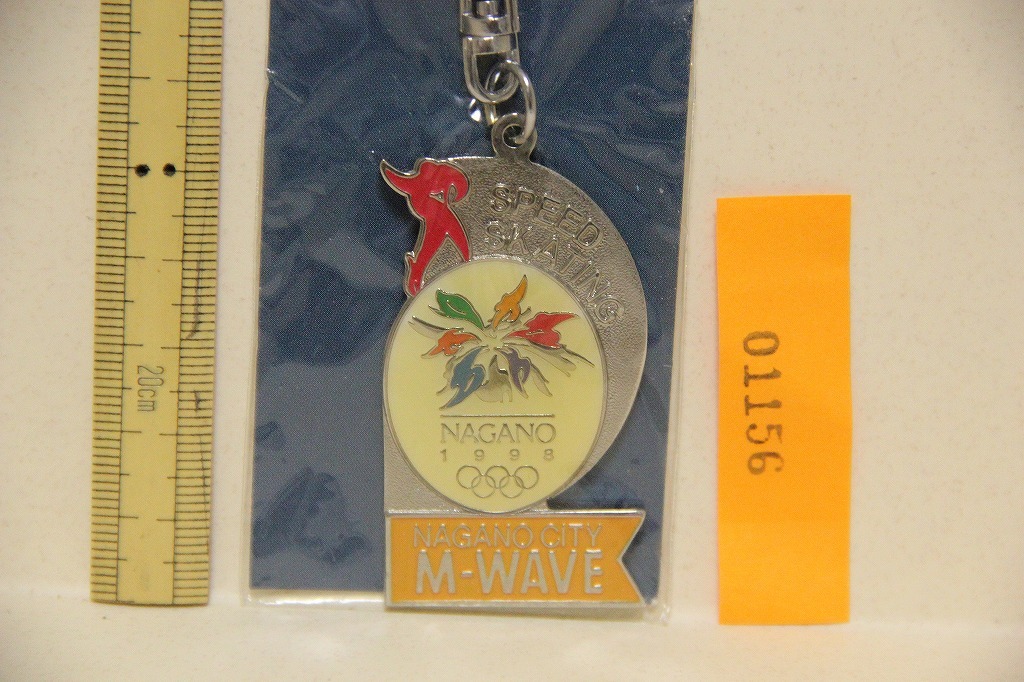 20cm
SPEED
SKATING
NAGANO
1998
NAGANO CITY
M-WAVE
01156